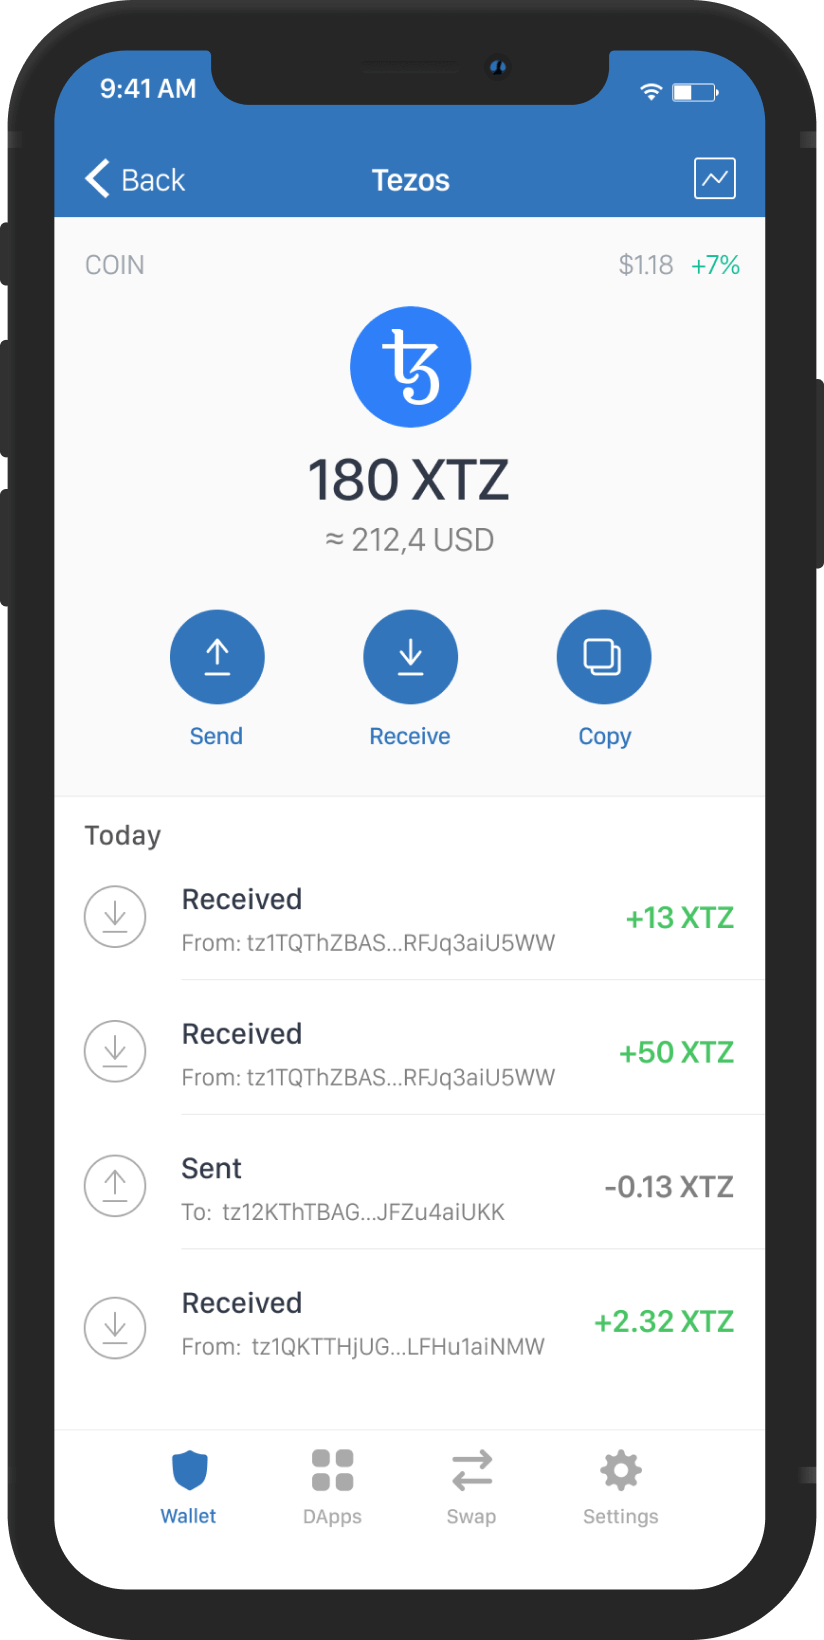 9:41 AM
Back
Tezos
COIN
$1.18 +7%
180 XTZ
≈ 212,4 USD
Send
Receive
Copy
Today
Received
From: tz1TQThZBAS...RFJq3aiU5WW
+13 XTZ
Received
From: tz1TQThZBAS...RFJq3aiU5WW
+50 XTZ
Sent
To: tz12KThTBAG...JFZu4aiUKK
-0.13 XTZ
Received
From: tz1QKTTHjUG...LFHu1aiNMW
+2.32 XTZ
Wallet
DApps
Swap
Settings